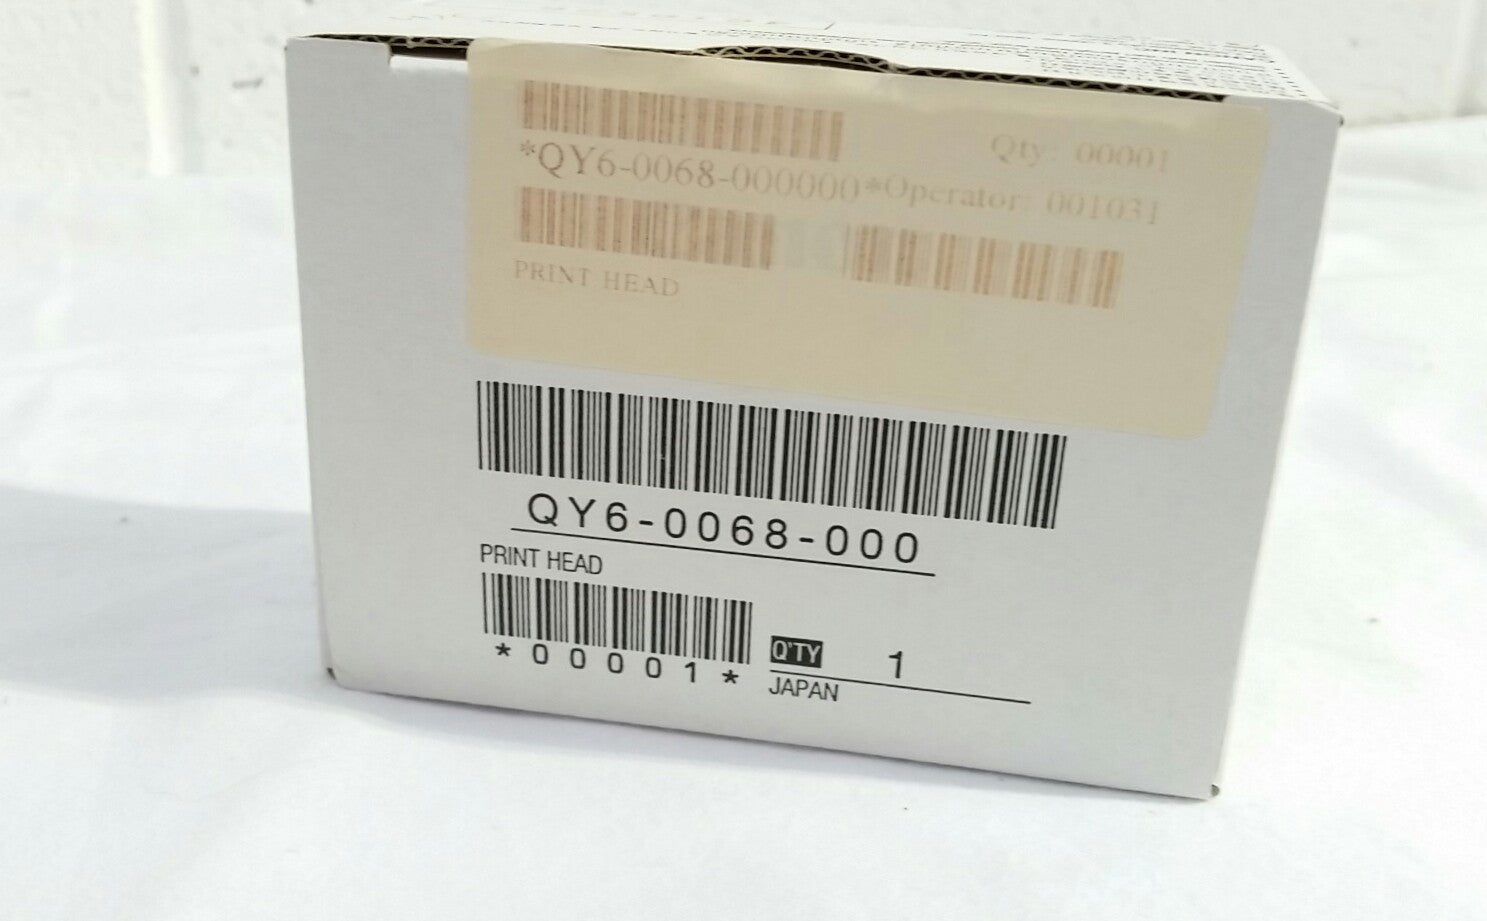 Qty: 00001
*QY6-0068-000000*
Operator: 001031
PRINT HEAD
QY6-0068-000
PRINT HEAD
*00001*
Q'TY 1
JAPAN